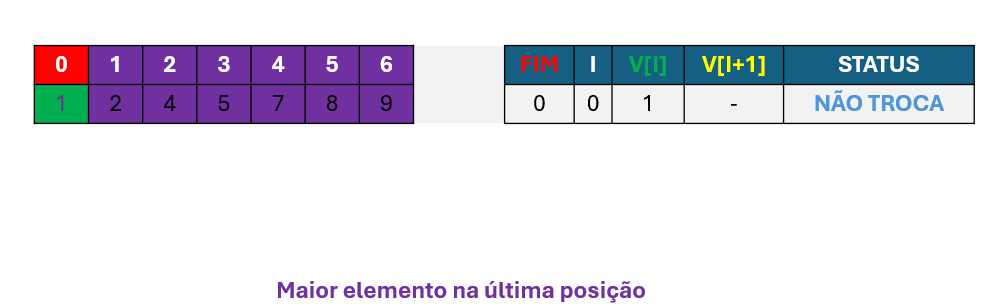 0 1 2 3 4 5 6 FIM I V[I] V[I+1] STATUS
1 2 4 5 7 8 9 0 0 1 - NÃO TROCA
Maior elemento na última posição